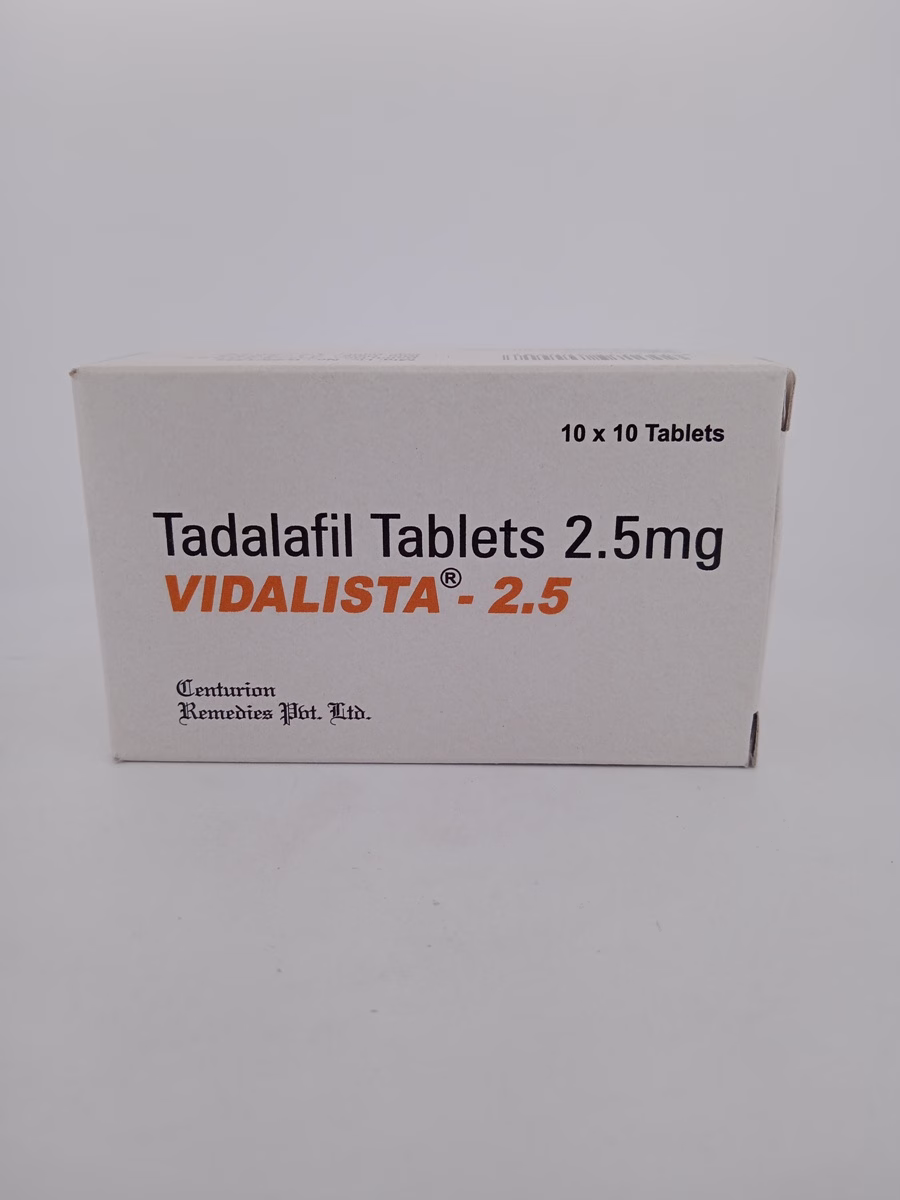 10 x 10 Tablets
Tadalafil Tablets 2.5mg
VIDALISTA® - 2.5
Centurion
Remedies Pvt. Ltd.